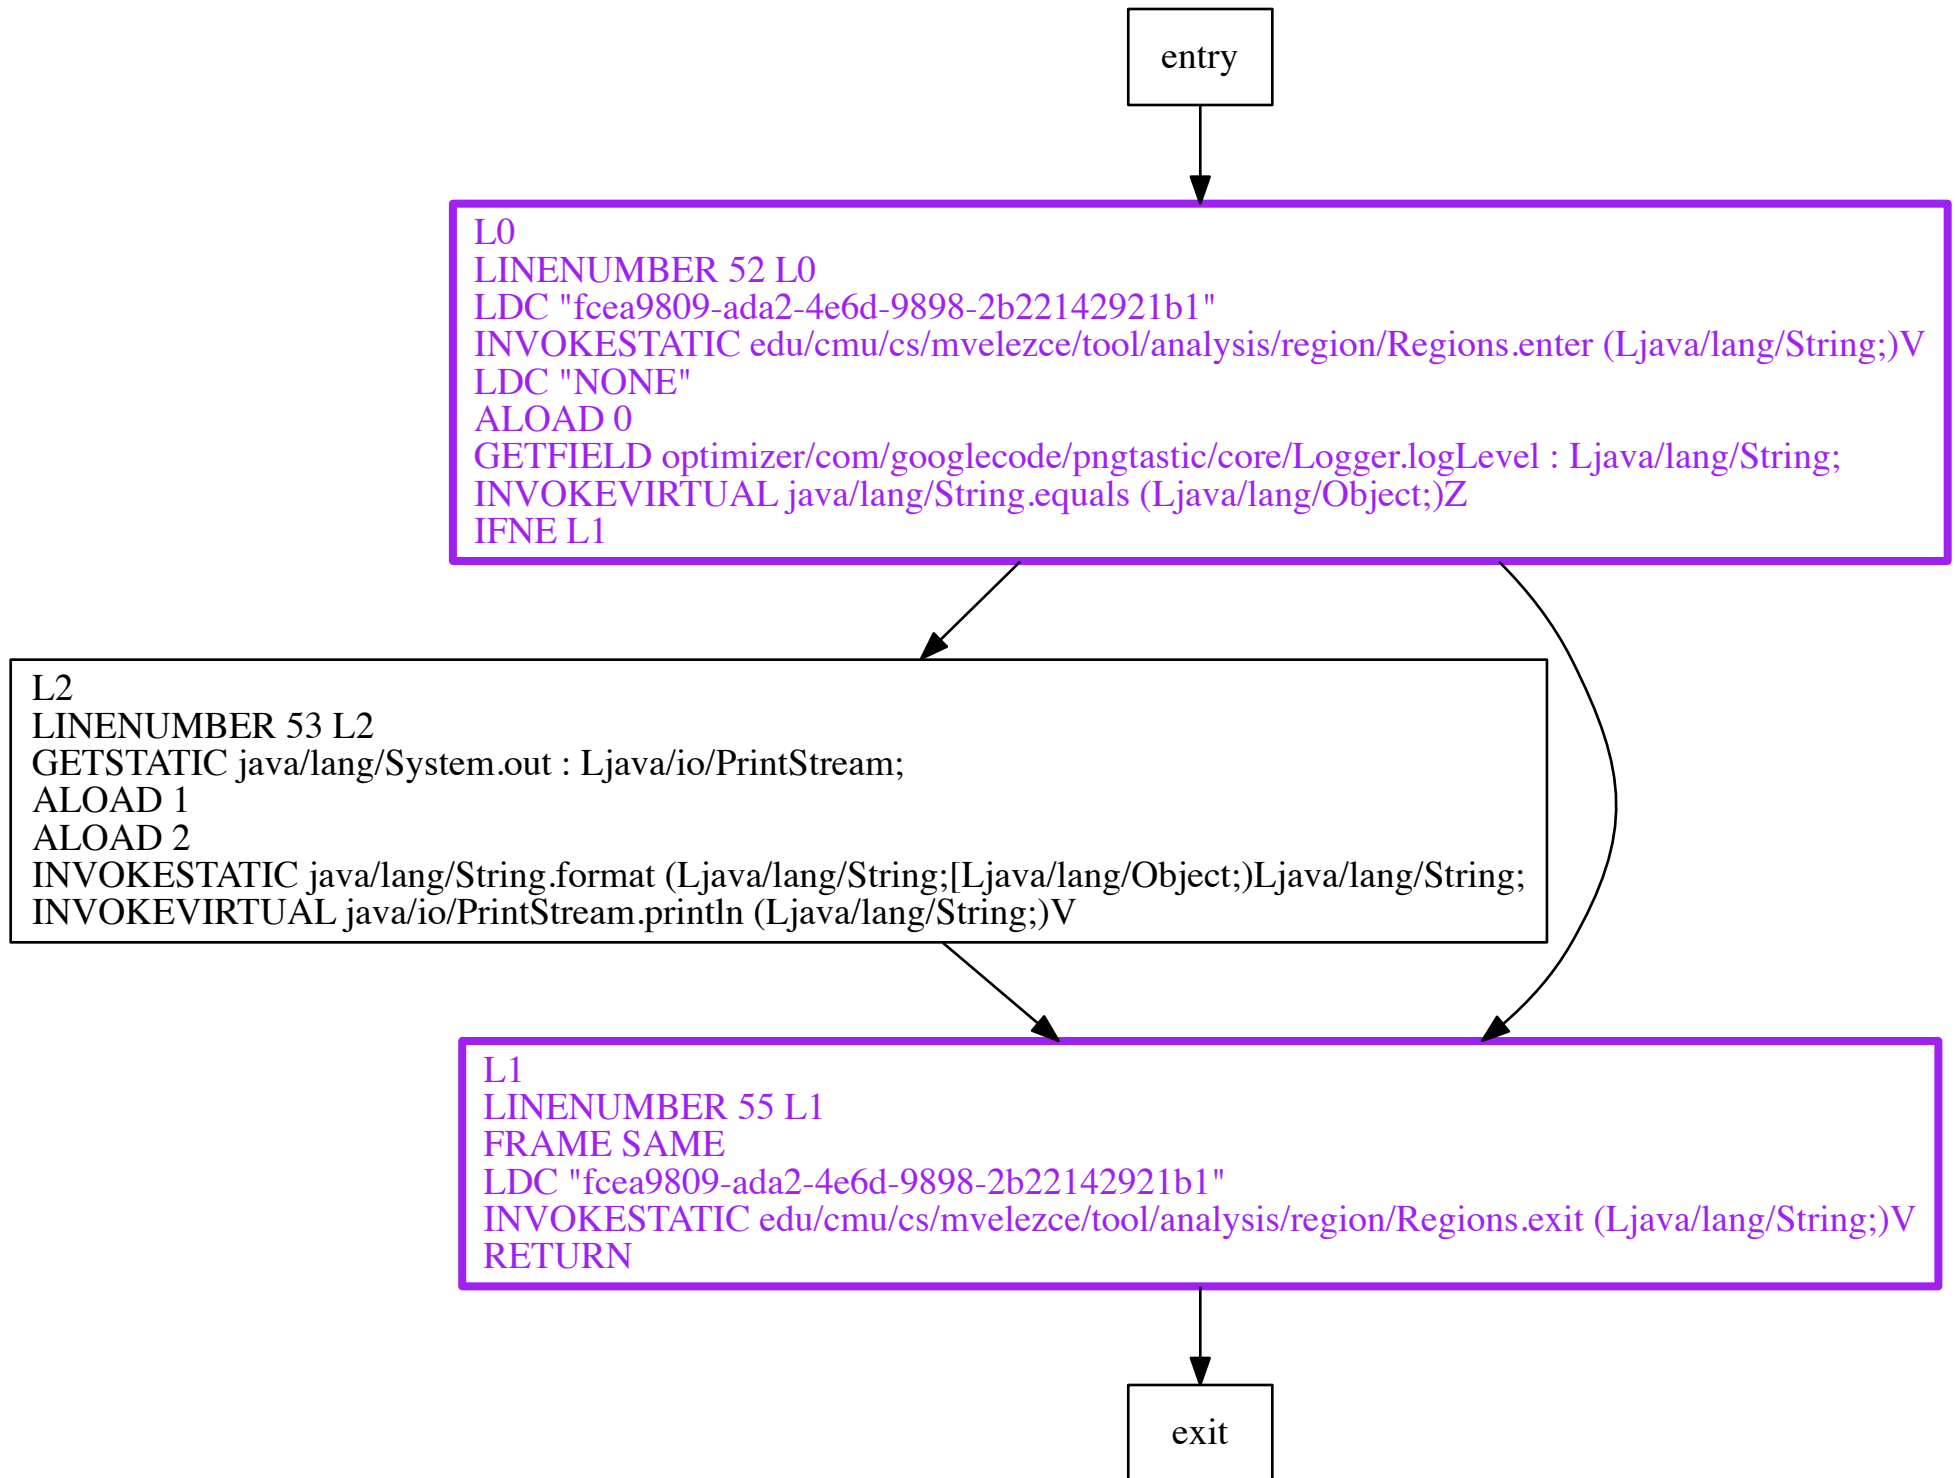 entry
L0
LINENUMBER 52 L0
LDC "fcea9809-ada2-4e6d-9898-2b22142921b1"
INVOKESTATIC edu/cmu/cs/mvelezce/tool/analysis/region/Regions.enter (Ljava/lang/String;)V
LDC "NONE"
ALOAD 0
GETFIELD optimizer/com/googlecode/pngtastic/core/Logger.logLevel : Ljava/lang/String;
INVOKEVIRTUAL java/lang/String.equals (Ljava/lang/Object;)Z
IFNE L1
L2
LINENUMBER 53 L2
GETSTATIC java/lang/System.out : Ljava/io/PrintStream;
ALOAD 1
ALOAD 2
INVOKESTATIC java/lang/String.format (Ljava/lang/String;[Ljava/lang/Object;)Ljava/lang/String;
INVOKEVIRTUAL java/io/PrintStream.println (Ljava/lang/String;)V
L1
LINENUMBER 55 L1
FRAME SAME
LDC "fcea9809-ada2-4e6d-9898-2b22142921b1"
INVOKESTATIC edu/cmu/cs/mvelezce/tool/analysis/region/Regions.exit (Ljava/lang/String;)V
RETURN
exit